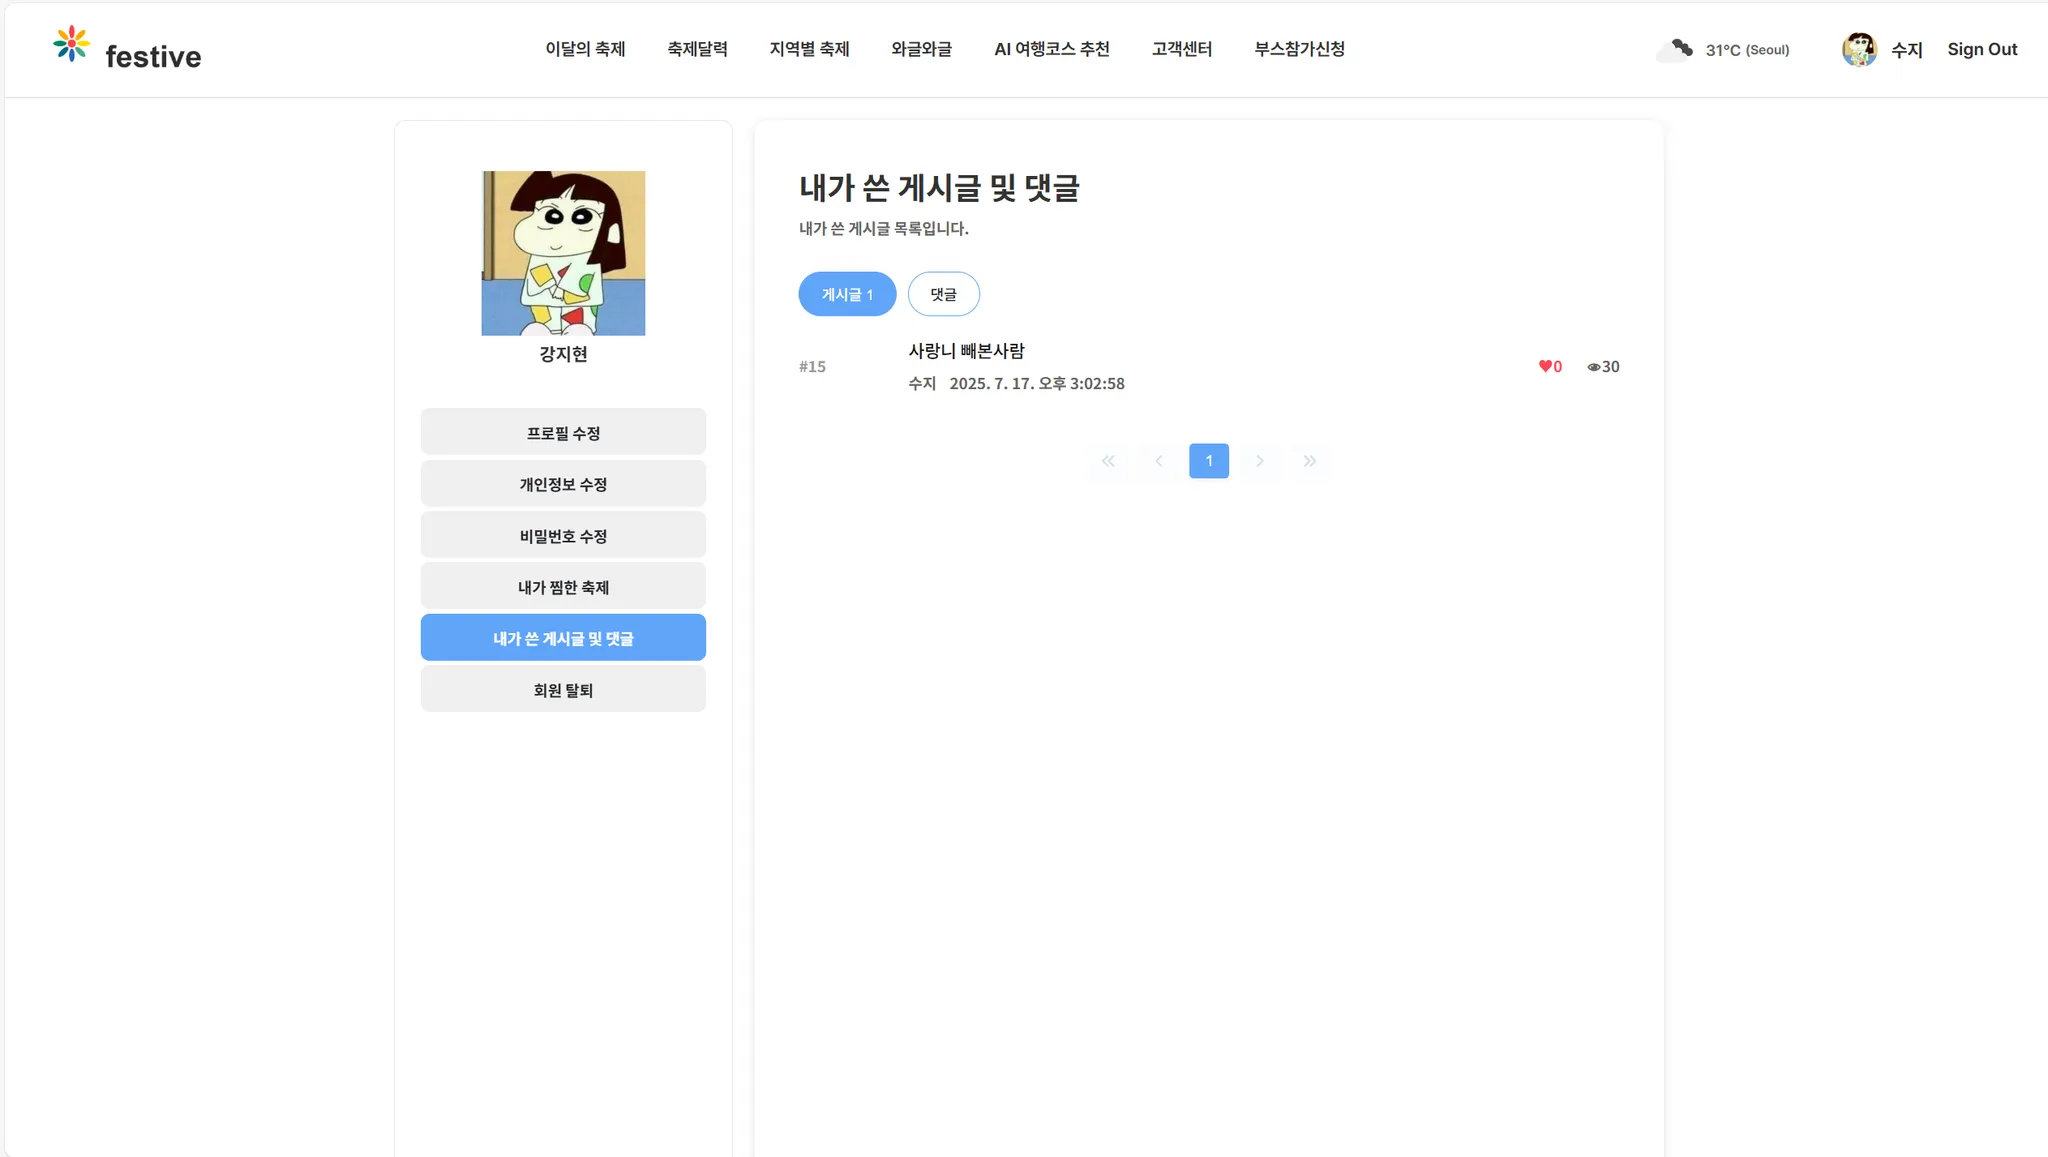 festive
이달의 축제 축제달력 지역별 축제 와글와글 AI 여행코스 추천 고객센터 부스참가신청
31°C (Seoul)
수지 Sign Out
강지현
프로필 수정
개인정보 수정
비밀번호 수정
내가 찜한 축제
내가 쓴 게시글 및 댓글
회원 탈퇴
내가 쓴 게시글 및 댓글
내가 쓴 게시글 목록입니다.
게시글 1 댓글
#15
사랑니 빼본사람
수지 2025. 7. 17. 오후 3:02:58
♥0 30
« ‹ 1 › »